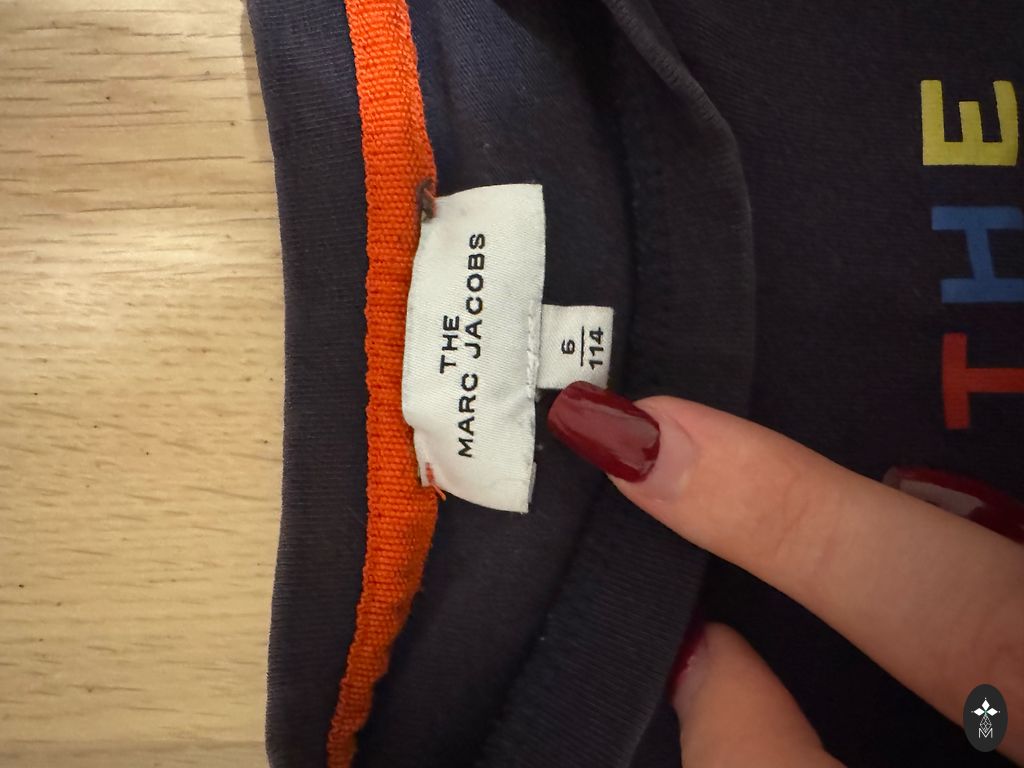 THE
MARC JACOBS
6
114
THE
M